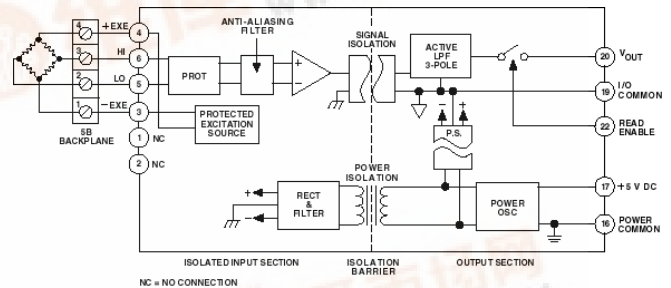 ANTI-ALIASING
FILTER
SIGNAL
ISOLATION
4
+EXE
4
3
HI
6
2
LO
5
1
−EXE
3
5B
BACKPLANE
1
NC
2
NC
PROT
+
−
PROTECTED
EXCITATION
SOURCE
ACTIVE
LPF
3-POLE
20
VOUT
19
I/O
COMMON
22
READ
ENABLE
−
+
P.S.
POWER
ISOLATION
+
−
RECT
&
FILTER
POWER
OSC
17
+5 V DC
16
POWER
COMMON
ISOLATED INPUT SECTION
ISOLATION
BARRIER
OUTPUT SECTION
NC = NO CONNECTION